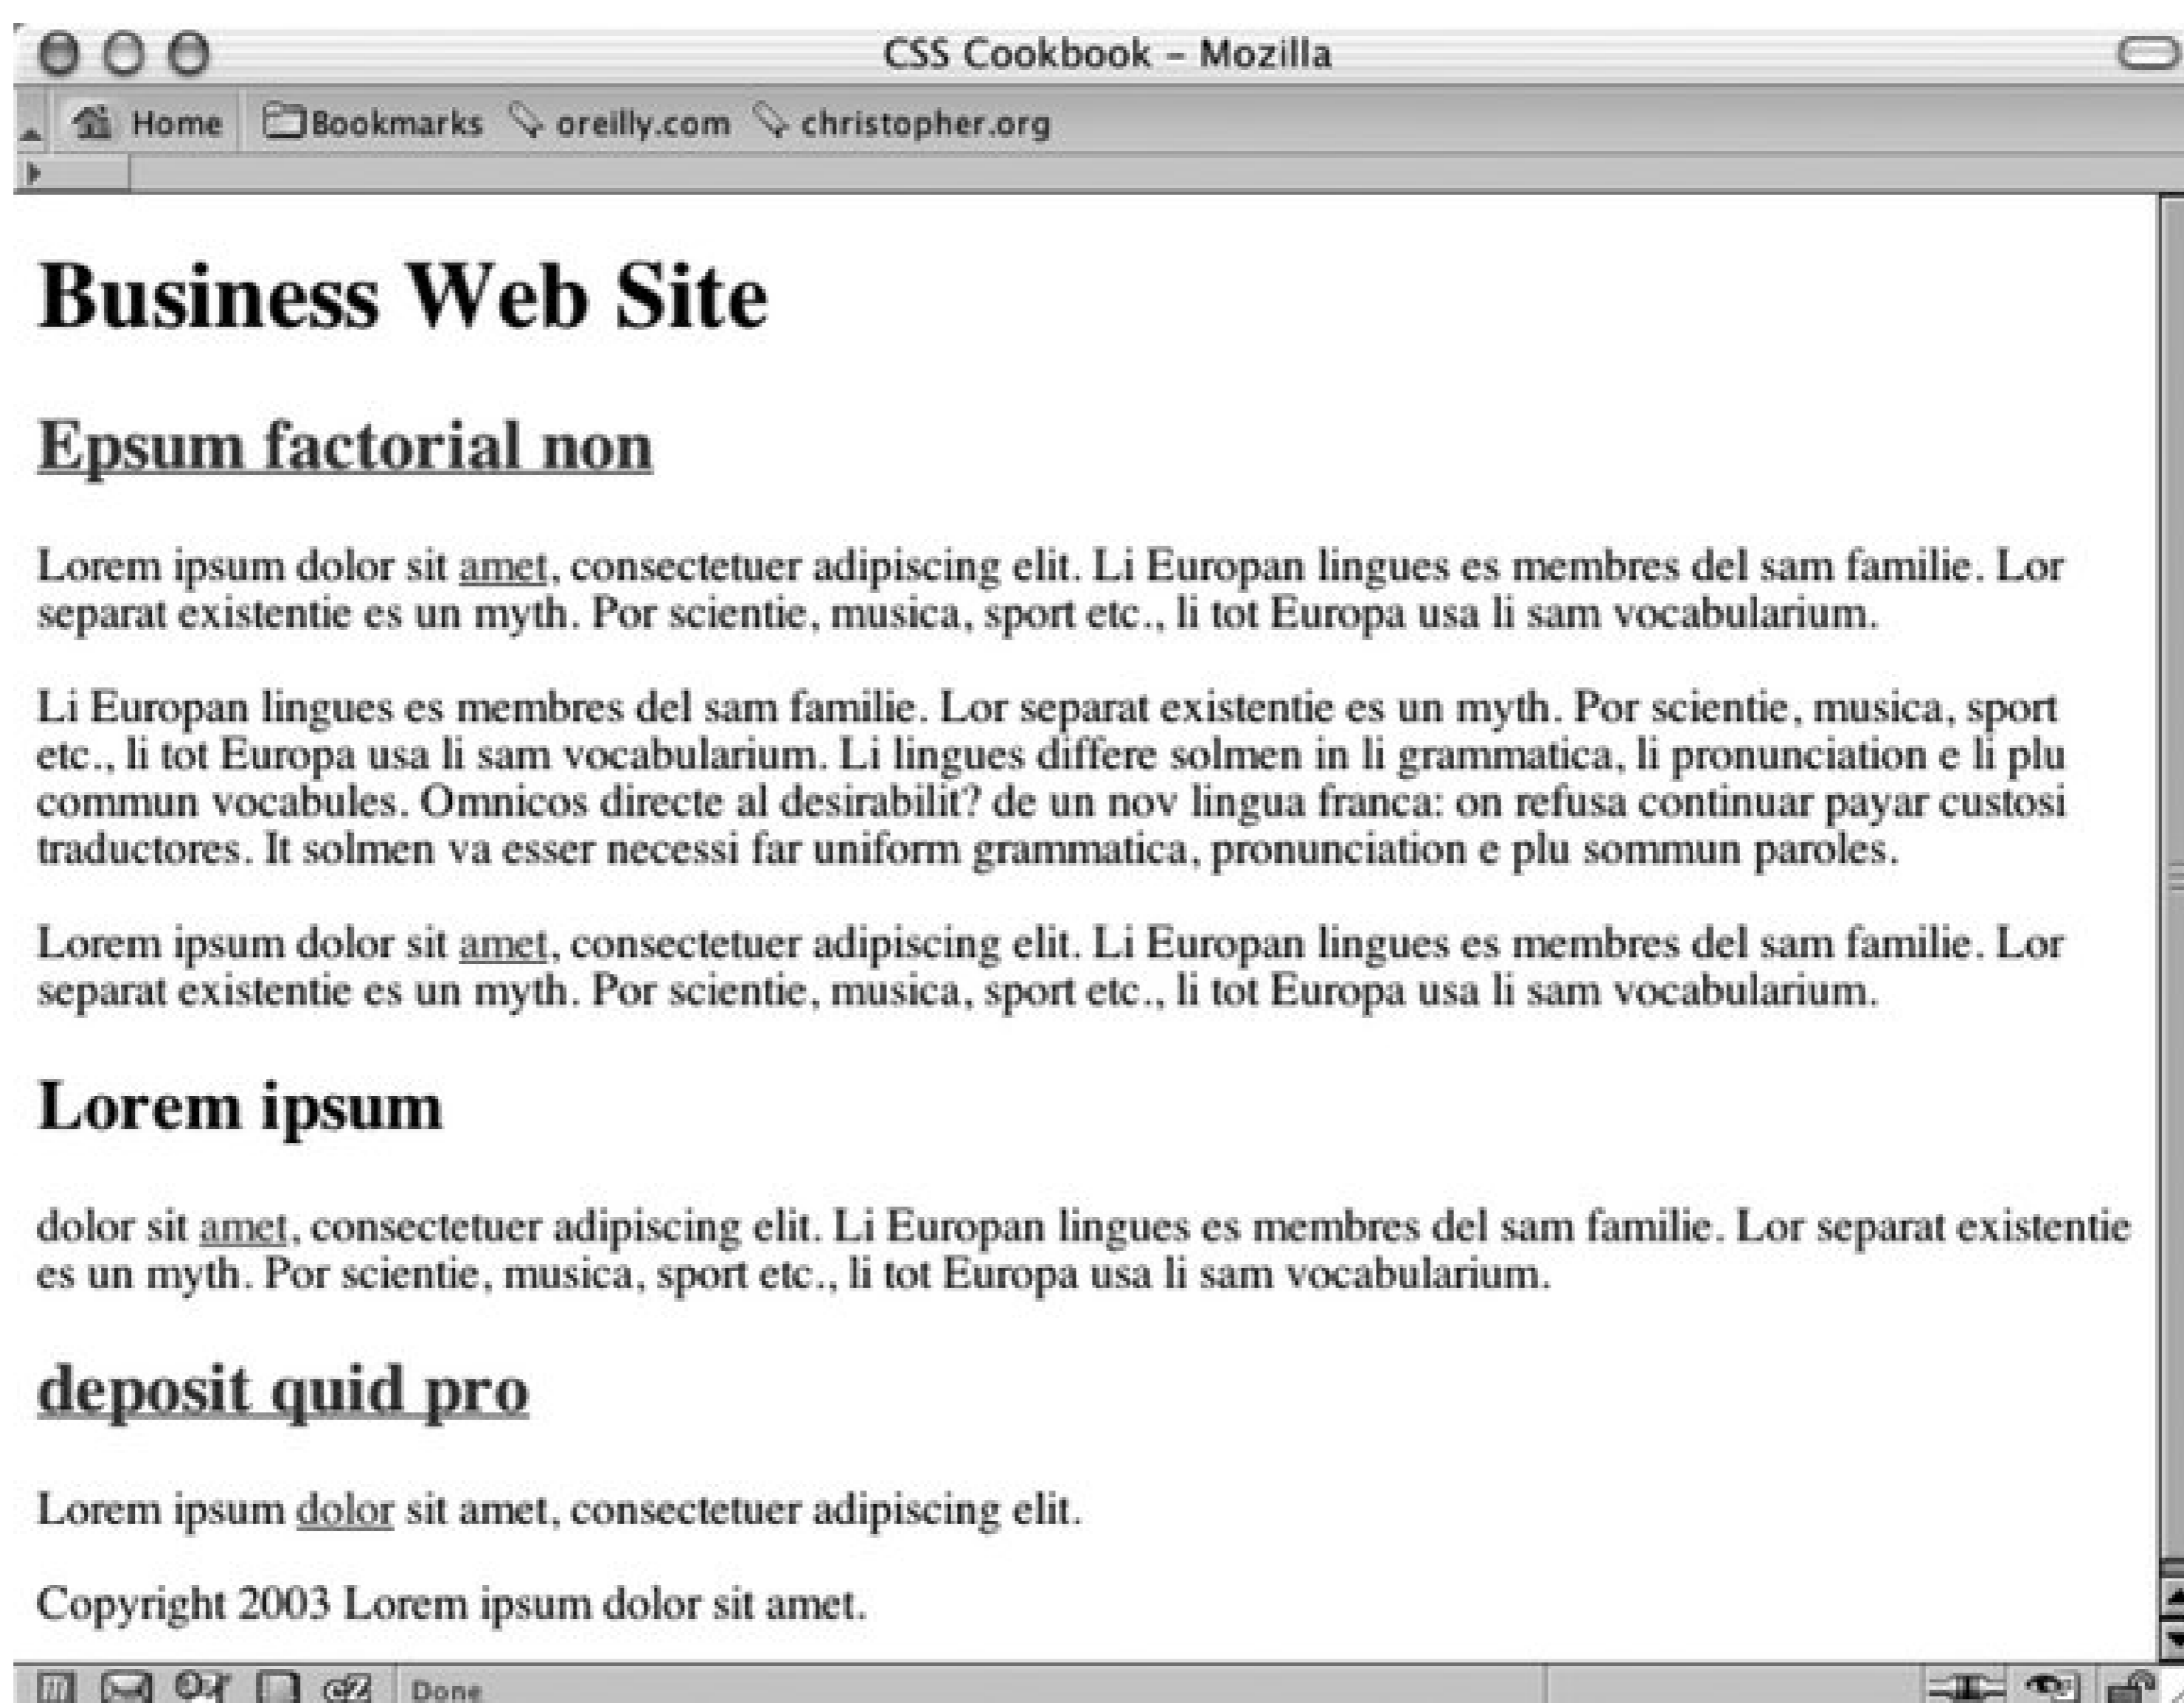 CSS Cookbook – Mozilla
Home Bookmarks oreilly.com christopher.org
Business Web Site
Epsum factorial non
Lorem ipsum dolor sit amet, consectetuer adipiscing elit. Li Europan lingues es membres del sam familie. Lor
separat existentie es un myth. Por scientie, musica, sport etc., li tot Europa usa li sam vocabularium.
Li Europan lingues es membres del sam familie. Lor separat existentie es un myth. Por scientie, musica, sport
etc., li tot Europa usa li sam vocabularium. Li lingues differe solmen in li grammatica, li pronunciation e li plu
commun vocabules. Omnicos directe al desirabilit? de un nov lingua franca: on refusa continuar payar custosi
traductores. It solmen va esser necessi far uniform grammatica, pronunciation e plu sommun paroles.
Lorem ipsum dolor sit amet, consectetuer adipiscing elit. Li Europan lingues es membres del sam familie. Lor
separat existentie es un myth. Por scientie, musica, sport etc., li tot Europa usa li sam vocabularium.
Lorem ipsum
dolor sit amet, consectetuer adipiscing elit. Li Europan lingues es membres del sam familie. Lor separat existentie
es un myth. Por scientie, musica, sport etc., li tot Europa usa li sam vocabularium.
deposit quid pro
Lorem ipsum dolor sit amet, consectetuer adipiscing elit.
Copyright 2003 Lorem ipsum dolor sit amet.
Done